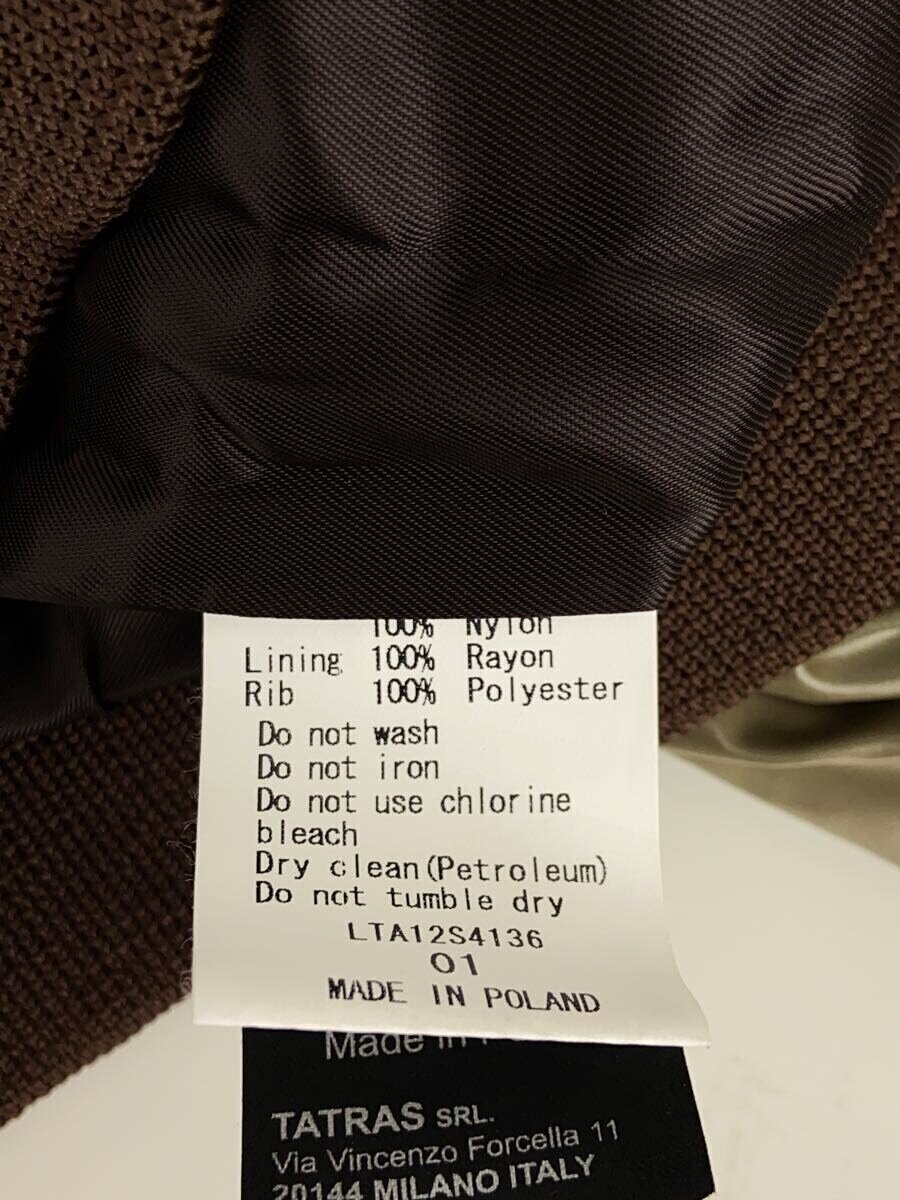 100% Nylon
Lining 100% Rayon
Rib 100% Polyester
Do not wash
Do not iron
Do not use chlorine
bleach
Dry clean(Petroleum)
Do not tumble dry
LTA12S4136
01
MADE IN POLAND
Made in
TATRAS SRL.
Via Vincenzo Forcella 11
20144 MILANO ITALY